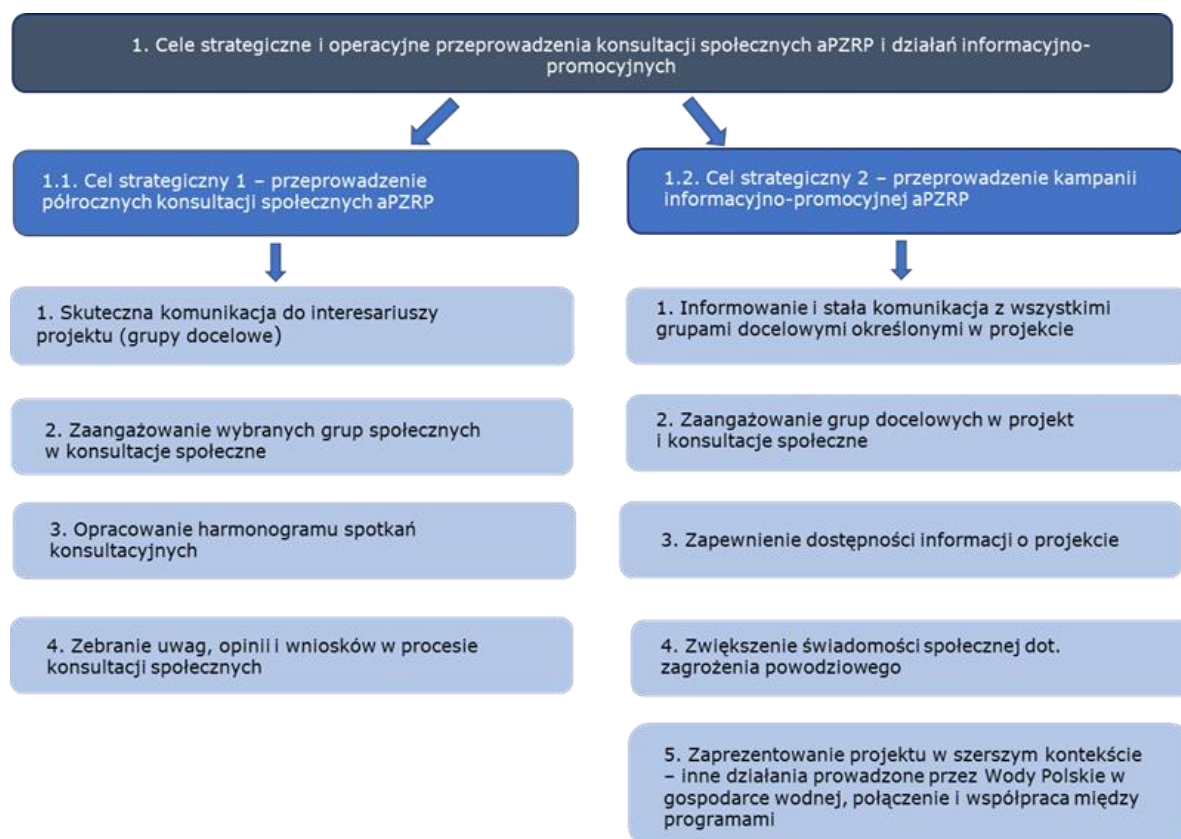 1. Cele strategiczne i operacyjne przeprowadzenia konsultacji społecznych aPZRP i działań informacyjno-
promocyjnych
1.1. Cel strategiczny 1 – przeprowadzenie
półrocznych konsultacji społecznych aPZRP
1. Skuteczna komunikacja do interesariuszy
projektu (grupy docelowe)
2. Zaangażowanie wybranych grup społecznych
w konsultacje społeczne
3. Opracowanie harmonogramu spotkań
konsultacyjnych
4. Zebranie uwag, opinii i wniosków w procesie
konsultacji społecznych
1.2. Cel strategiczny 2 – przeprowadzenie kampanii
informacyjno-promocyjnej aPZRP
1. Informowanie i stała komunikacja z wszystkimi
grupami docelowymi określonymi w projekcie
2. Zaangażowanie grup docelowych w projekt
i konsultacje społeczne
3. Zapewnienie dostępności informacji o projekcie
4. Zwiększenie świadomości społecznej dot.
zagrożenia powodziowego
5. Zaprezentowanie projektu w szerszym kontekście
– inne działania prowadzone przez Wody Polskie w
gospodarce wodnej, połączenie i współpraca między
programami